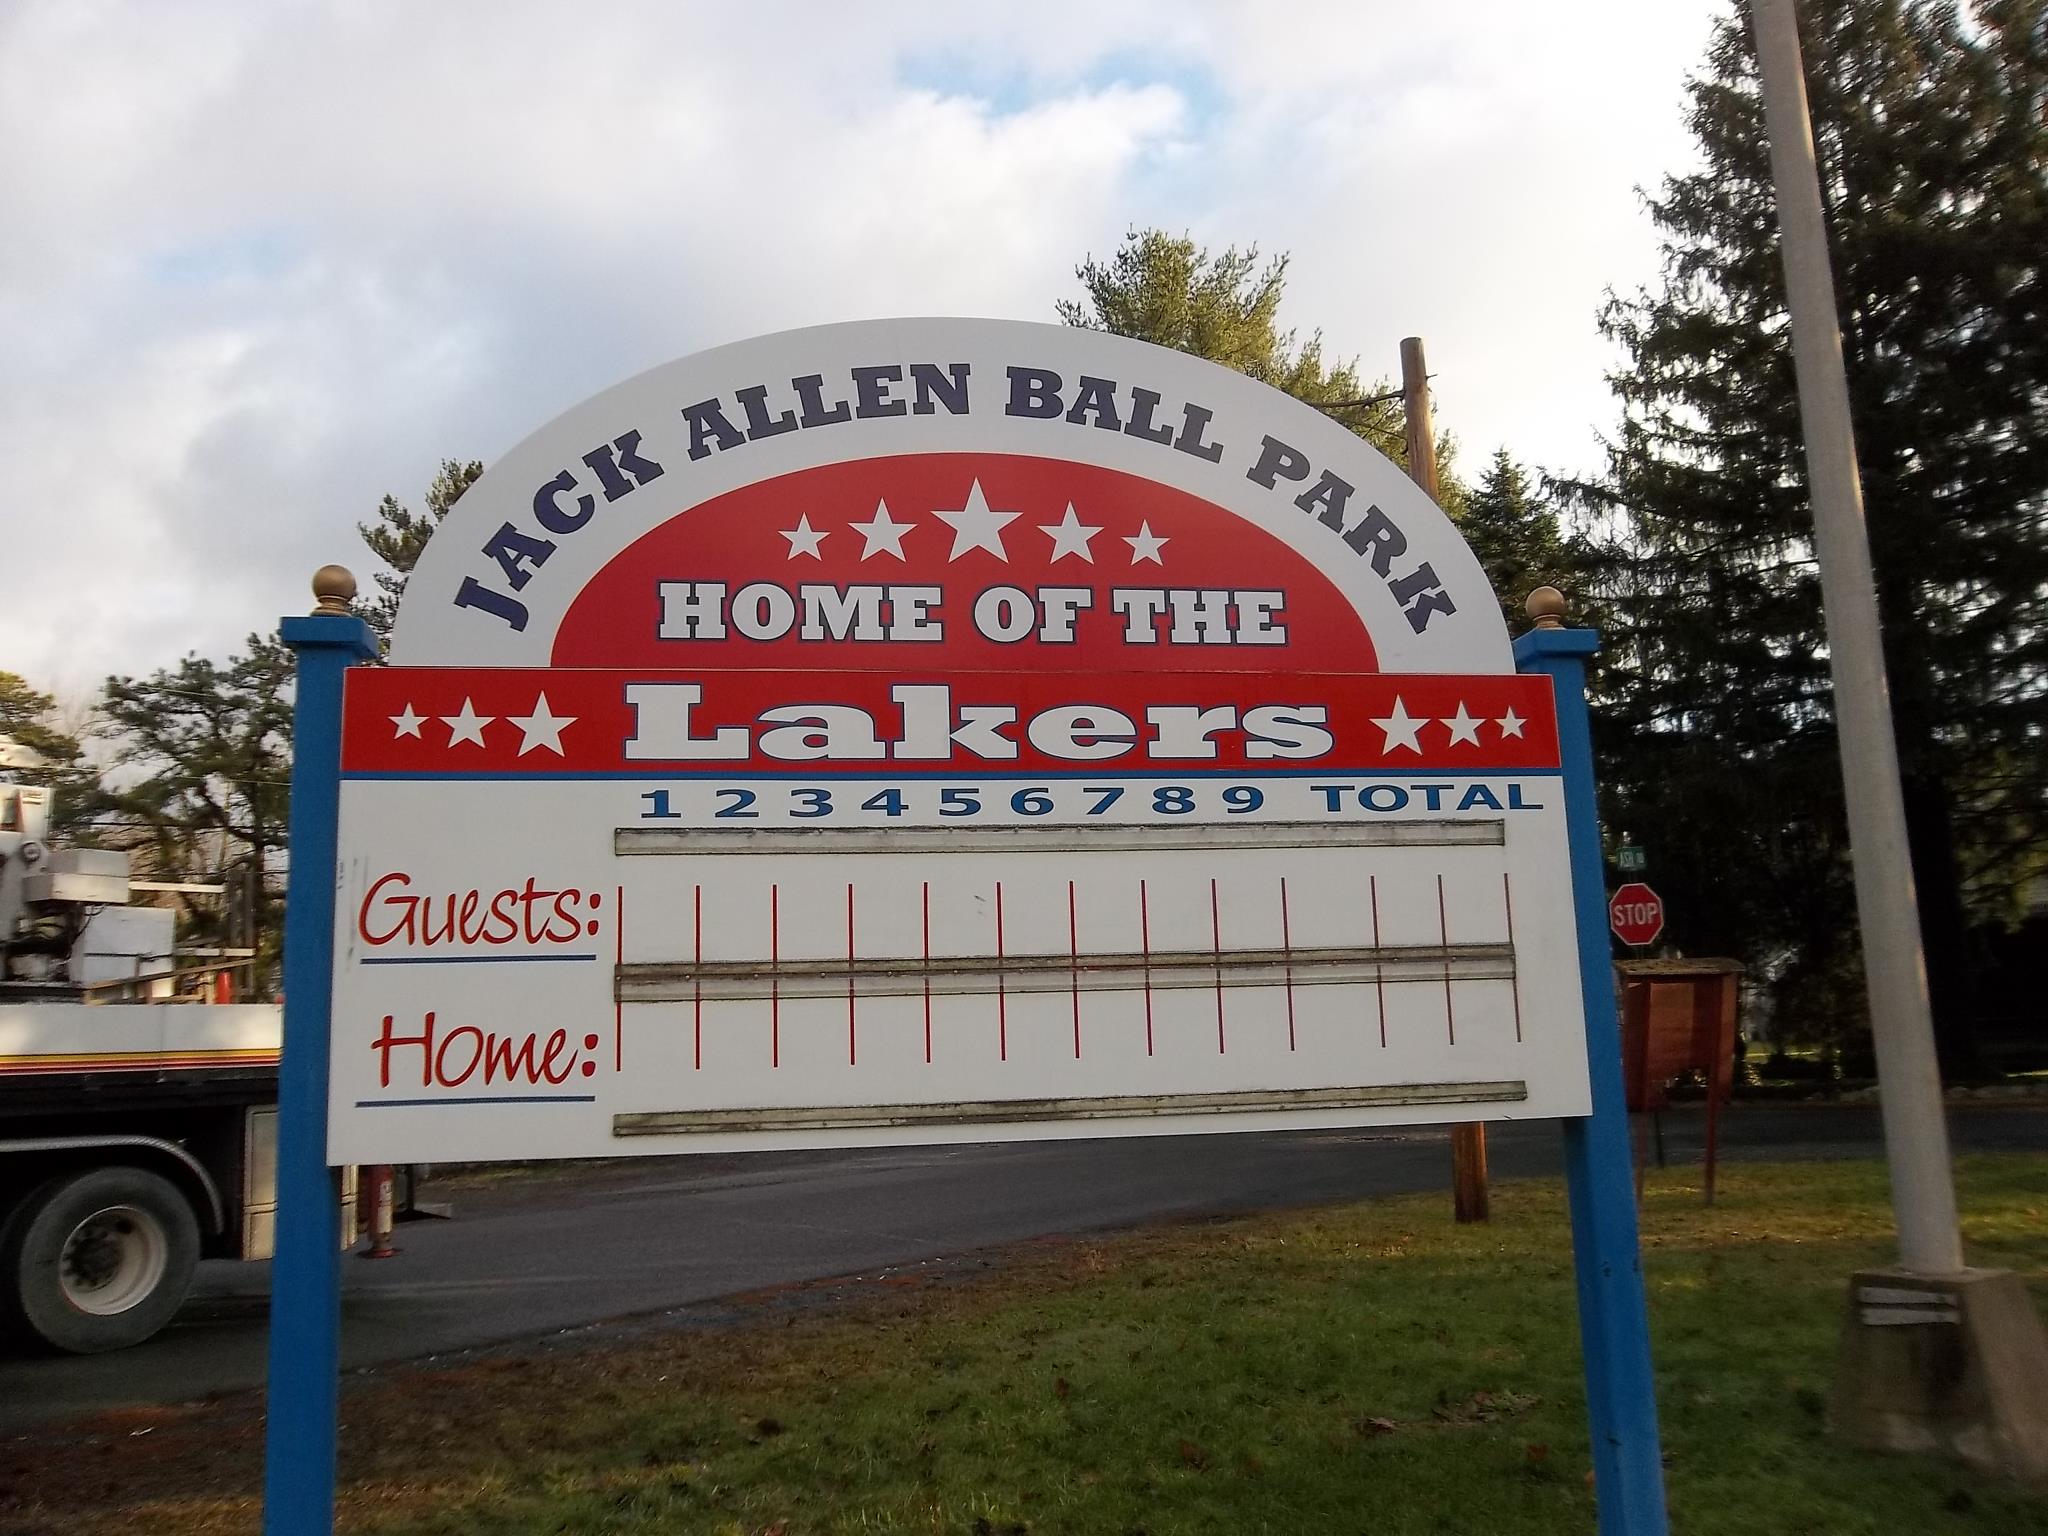 JACK ALLEN BALL PARK
HOME OF THE
Lakers
1 2 3 4 5 6 7 8 9 TOTAL
Guests:
Home:
STOP